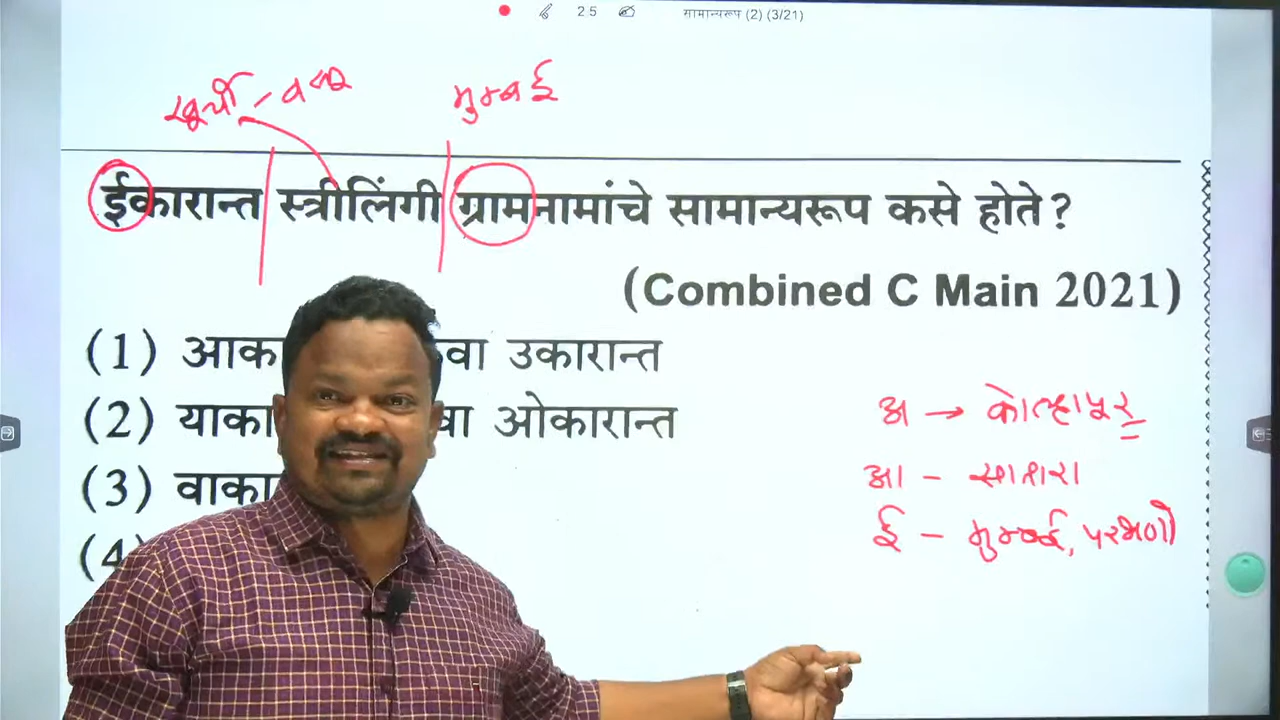 25 सामान्यरूप (2) (3/21)
खुर्ची – वस्तू मुम्बई
ईकारान्त स्त्रीलिंगी ग्रामनामांचे सामान्यरूप कसे होते?
(Combined C Main 2021)
(1) आका वा उकारान्त
(2) याका वा ओकारान्त
(3) वाका
(4)
अ → कोल्हापूर
आ – सातारा
ई – मुम्बई, परभणी